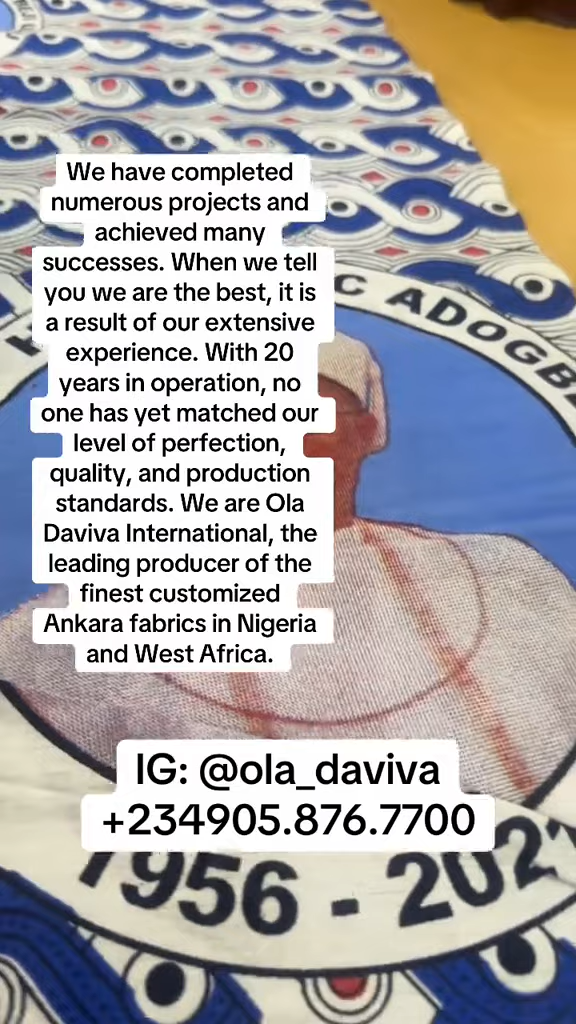 We have completed
numerous projects and
achieved many
successes. When we tell
you we are the best, it is
a result of our extensive
experience. With 20
years in operation, no
one has yet matched our
level of perfection,
quality, and production
standards. We are Ola
Daviva International, the
leading producer of the
finest customized
Ankara fabrics in Nigeria
and West Africa.
IG: @ola_daviva
+234905.876.7700
1956 - 202